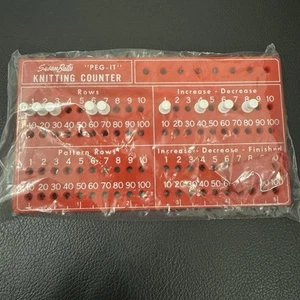 Susan Bates "PEG-IT"
KNITTING COUNTER
Rows
Increase - Decrease
1 2 3 4 5 6 7 8 9 10
1 2 3 4 5 6 7 8 9 10
10 20 30 40 50 60 70 80 90 100
10 20 30 40 50 60 70 80 90 100
Pattern Rows
Increase - Decrease - Finished
1 2 3 4 5 6 7 8 9 10
1 2 3 4 5 6 7 8 9 10
10 20 30 40 50 60 70 80 90 100
10 20 30 40 50 60 70 80 90 100